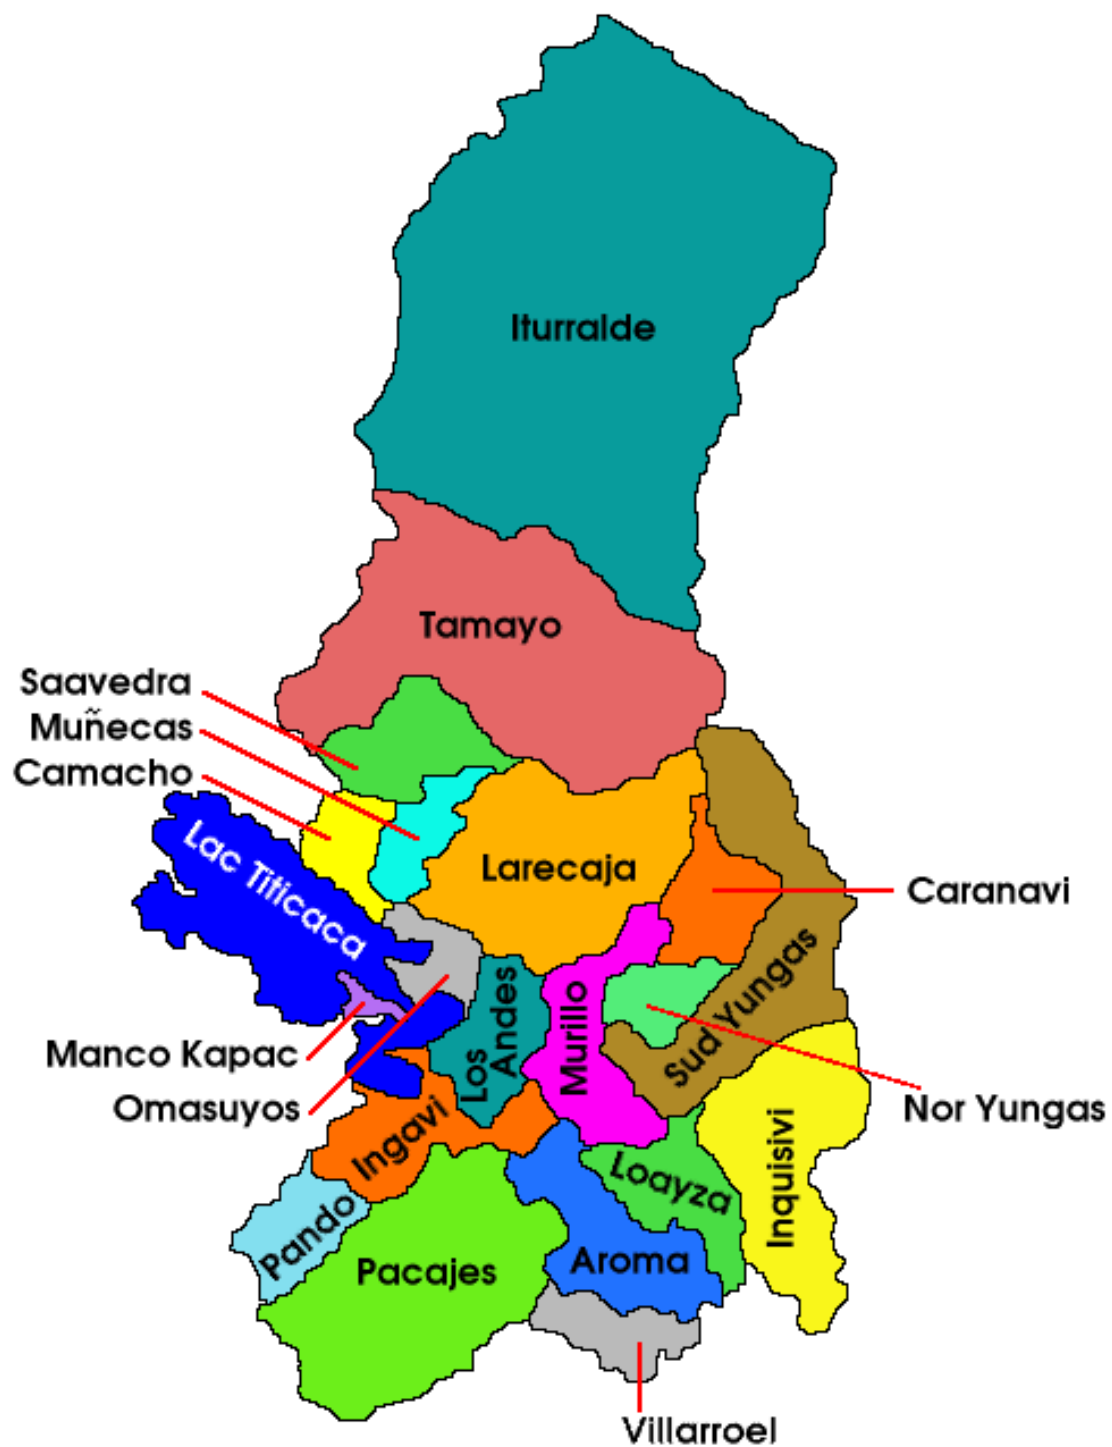 Iturralde
Tamayo
Saavedra
Muñecas
Camacho
Lac Titicaca
Larecaja
Caranavi
Sud Yungas
Los
Andes
Murillo
Manco Kapac
Omasuyos
Nor Yungas
Ingavi
Inquisivi
Loayza
Pando
Pacajes
Aroma
Villarroel